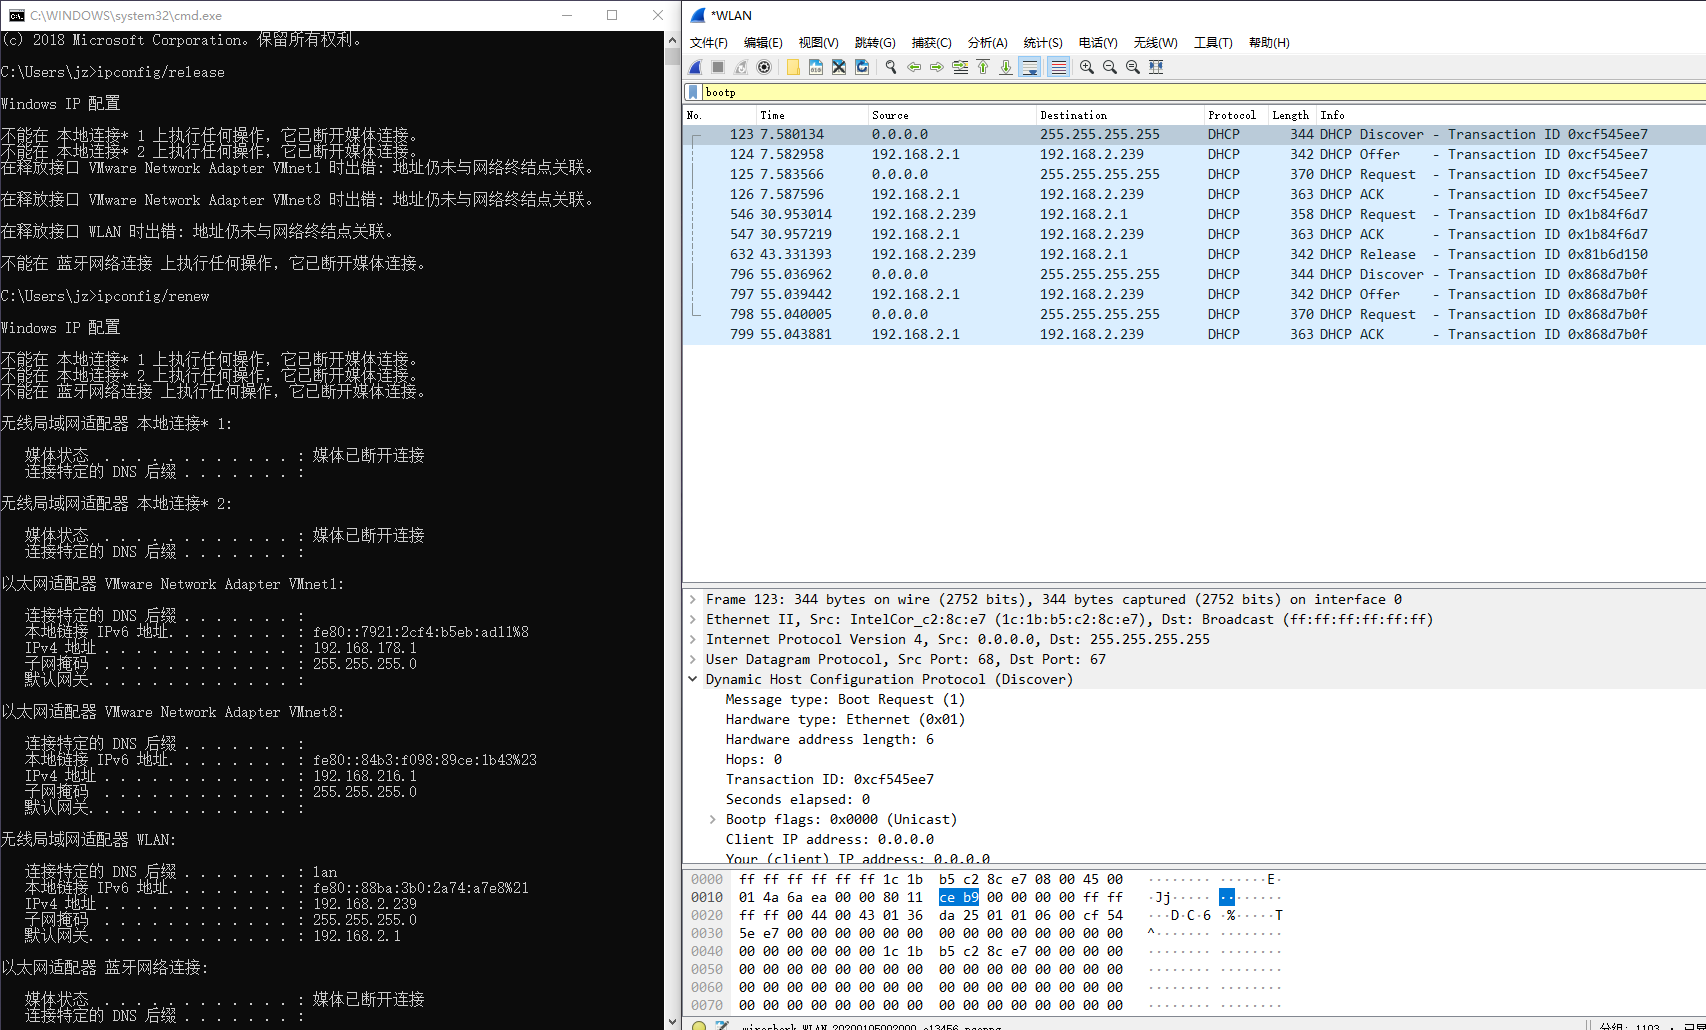 C:\WINDOWS\system32\cmd.exe
(c) 2018 Microsoft Corporation。保留所有权利。
C:\Users\jz>ipconfig/release
Windows IP 配置
不能在 本地连接* 1 上执行任何操作，它已断开媒体连接。
不能在 本地连接* 2 上执行任何操作，它已断开媒体连接。
在释放接口 VMware Network Adapter VMnet1 时出错: 地址仍未与网络终结点关联。
在释放接口 VMware Network Adapter VMnet8 时出错: 地址仍未与网络终结点关联。
在释放接口 WLAN 时出错: 地址仍未与网络终结点关联。
不能在 蓝牙网络连接 上执行任何操作，它已断开媒体连接。
C:\Users\jz>ipconfig/renew
Windows IP 配置
不能在 本地连接* 1 上执行任何操作，它已断开媒体连接。
不能在 本地连接* 2 上执行任何操作，它已断开媒体连接。
不能在 蓝牙网络连接 上执行任何操作，它已断开媒体连接。
无线局域网适配器 本地连接* 1:
媒体状态 . . . . . . . . . . . . : 媒体已断开连接
连接特定的 DNS 后缀 . . . . . . . :
无线局域网适配器 本地连接* 2:
媒体状态 . . . . . . . . . . . . : 媒体已断开连接
连接特定的 DNS 后缀 . . . . . . . :
以太网适配器 VMware Network Adapter VMnet1:
连接特定的 DNS 后缀 . . . . . . . :
本地链接 IPv6 地址. . . . . . . . : fe80::7921:2cf4:b5eb:ad11%8
IPv4 地址 . . . . . . . . . . . . : 192.168.178.1
子网掩码 . . . . . . . . . . . . : 255.255.255.0
默认网关. . . . . . . . . . . . . :
以太网适配器 VMware Network Adapter VMnet8:
连接特定的 DNS 后缀 . . . . . . . :
本地链接 IPv6 地址. . . . . . . . : fe80::84b3:f098:89ce:1b43%23
IPv4 地址 . . . . . . . . . . . . : 192.168.216.1
子网掩码 . . . . . . . . . . . . : 255.255.255.0
默认网关. . . . . . . . . . . . . :
无线局域网适配器 WLAN:
连接特定的 DNS 后缀 . . . . . . . : lan
本地链接 IPv6 地址. . . . . . . . : fe80::88ba:3b0:2a74:a7e8%21
IPv4 地址 . . . . . . . . . . . . : 192.168.2.239
子网掩码 . . . . . . . . . . . . : 255.255.255.0
默认网关. . . . . . . . . . . . . : 192.168.2.1
以太网适配器 蓝牙网络连接:
媒体状态 . . . . . . . . . . . . : 媒体已断开连接
连接特定的 DNS 后缀 . . . . . . . :
*WLAN
文件(F) 编辑(E) 视图(V) 跳转(G) 捕获(C) 分析(A) 统计(S) 电话(Y) 无线(W) 工具(T) 帮助(H)
bootp
No. Time Source Destination Protocol Length Info
123 7.580134 0.0.0.0 255.255.255.255 DHCP 344 DHCP Discover - Transaction ID 0xcf545ee7
124 7.582958 192.168.2.1 192.168.2.239 DHCP 342 DHCP Offer - Transaction ID 0xcf545ee7
125 7.583566 0.0.0.0 255.255.255.255 DHCP 370 DHCP Request - Transaction ID 0xcf545ee7
126 7.587596 192.168.2.1 192.168.2.239 DHCP 363 DHCP ACK - Transaction ID 0xcf545ee7
546 30.953014 192.168.2.239 192.168.2.1 DHCP 358 DHCP Request - Transaction ID 0x1b84f6d7
547 30.957219 192.168.2.1 192.168.2.239 DHCP 363 DHCP ACK - Transaction ID 0x1b84f6d7
632 43.331393 192.168.2.239 192.168.2.1 DHCP 342 DHCP Release - Transaction ID 0x81b6d150
796 55.036962 0.0.0.0 255.255.255.255 DHCP 344 DHCP Discover - Transaction ID 0x868d7b0f
797 55.039442 192.168.2.1 192.168.2.239 DHCP 342 DHCP Offer - Transaction ID 0x868d7b0f
798 55.040005 0.0.0.0 255.255.255.255 DHCP 370 DHCP Request - Transaction ID 0x868d7b0f
799 55.043881 192.168.2.1 192.168.2.239 DHCP 363 DHCP ACK - Transaction ID 0x868d7b0f
Frame 123: 344 bytes on wire (2752 bits), 344 bytes captured (2752 bits) on interface 0
Ethernet II, Src: IntelCor_c2:8c:e7 (1c:1b:b5:c2:8c:e7), Dst: Broadcast (ff:ff:ff:ff:ff:ff)
Internet Protocol Version 4, Src: 0.0.0.0, Dst: 255.255.255.255
User Datagram Protocol, Src Port: 68, Dst Port: 67
Dynamic Host Configuration Protocol (Discover)
Message type: Boot Request (1)
Hardware type: Ethernet (0x01)
Hardware address length: 6
Hops: 0
Transaction ID: 0xcf545ee7
Seconds elapsed: 0
Bootp flags: 0x0000 (Unicast)
Client IP address: 0.0.0.0
Your (client) IP address: 0.0.0.0
0000 ff ff ff ff ff ff 1c 1b b5 c2 8c e7 08 00 45 00 ········ ······E·
0010 01 4a 6a ea 00 00 80 11 ce b9 00 00 00 00 ff ff ·Jj····· ········
0020 ff ff 00 44 00 43 01 36 da 25 01 01 06 00 cf 54 ···D·C·6 ·%·····T
0030 5e e7 00 00 00 00 00 00 00 00 00 00 00 00 00 00 ^······· ········
0040 00 00 00 00 00 00 1c 1b b5 c2 8c e7 00 00 00 00 ········ ········
0050 00 00 00 00 00 00 00 00 00 00 00 00 00 00 00 00 ········ ········
0060 00 00 00 00 00 00 00 00 00 00 00 00 00 00 00 00 ········ ········
0070 00 00 00 00 00 00 00 00 00 00 00 00 00 00 00 00 ········ ········
分组: 1103